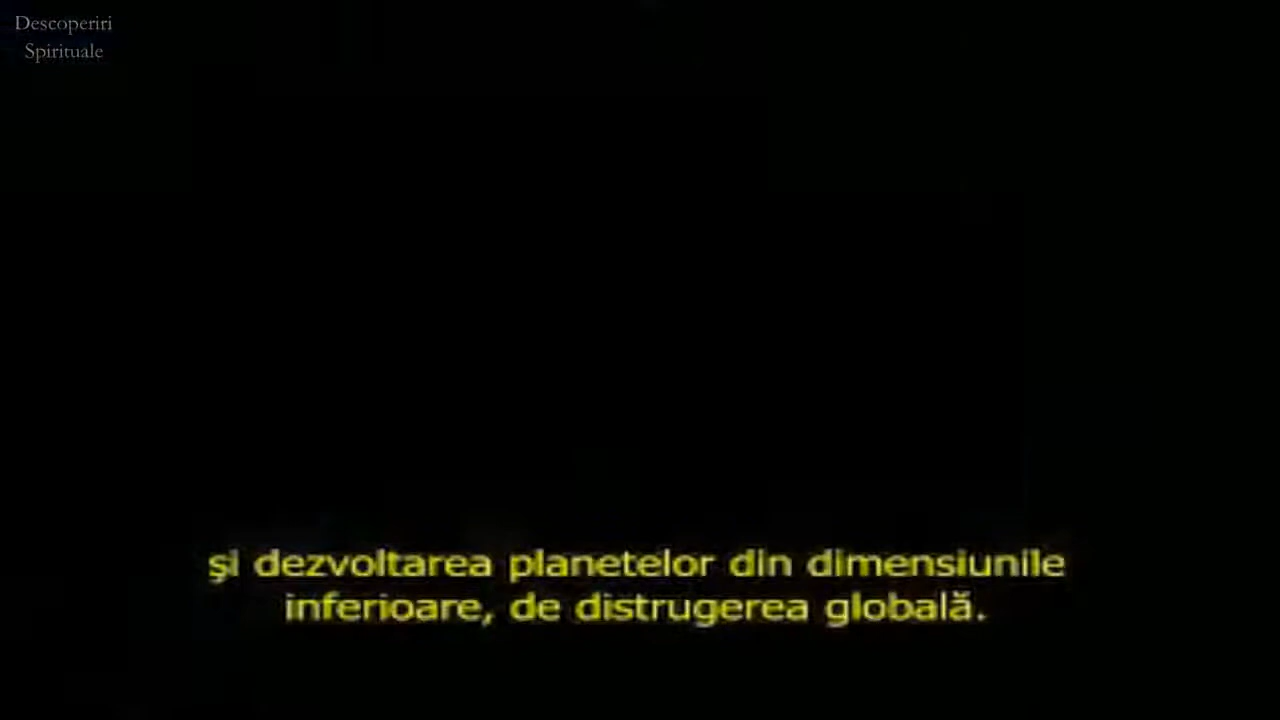 Descoperiri
Spirituale
şi dezvoltarea planetelor din dimensiunile
inferioare, de distrugerea globală.